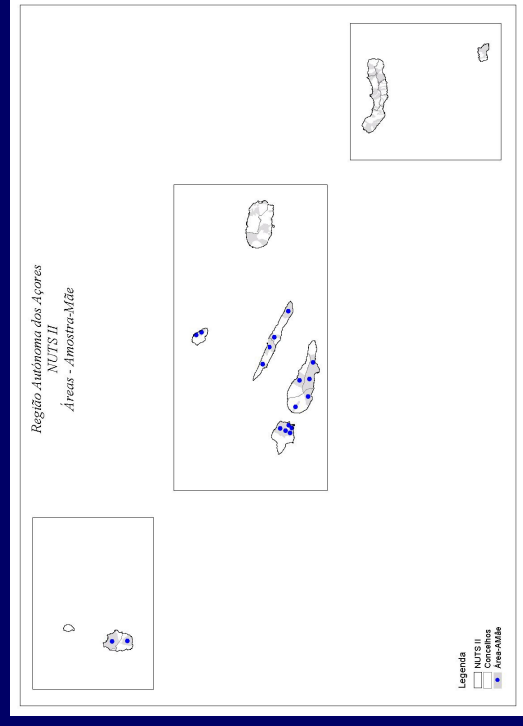 Região Autónoma dos Açores
NUTS II
Áreas - Amostra-Mãe
Legenda
NUTS II
Concelhos
Área-AMãe